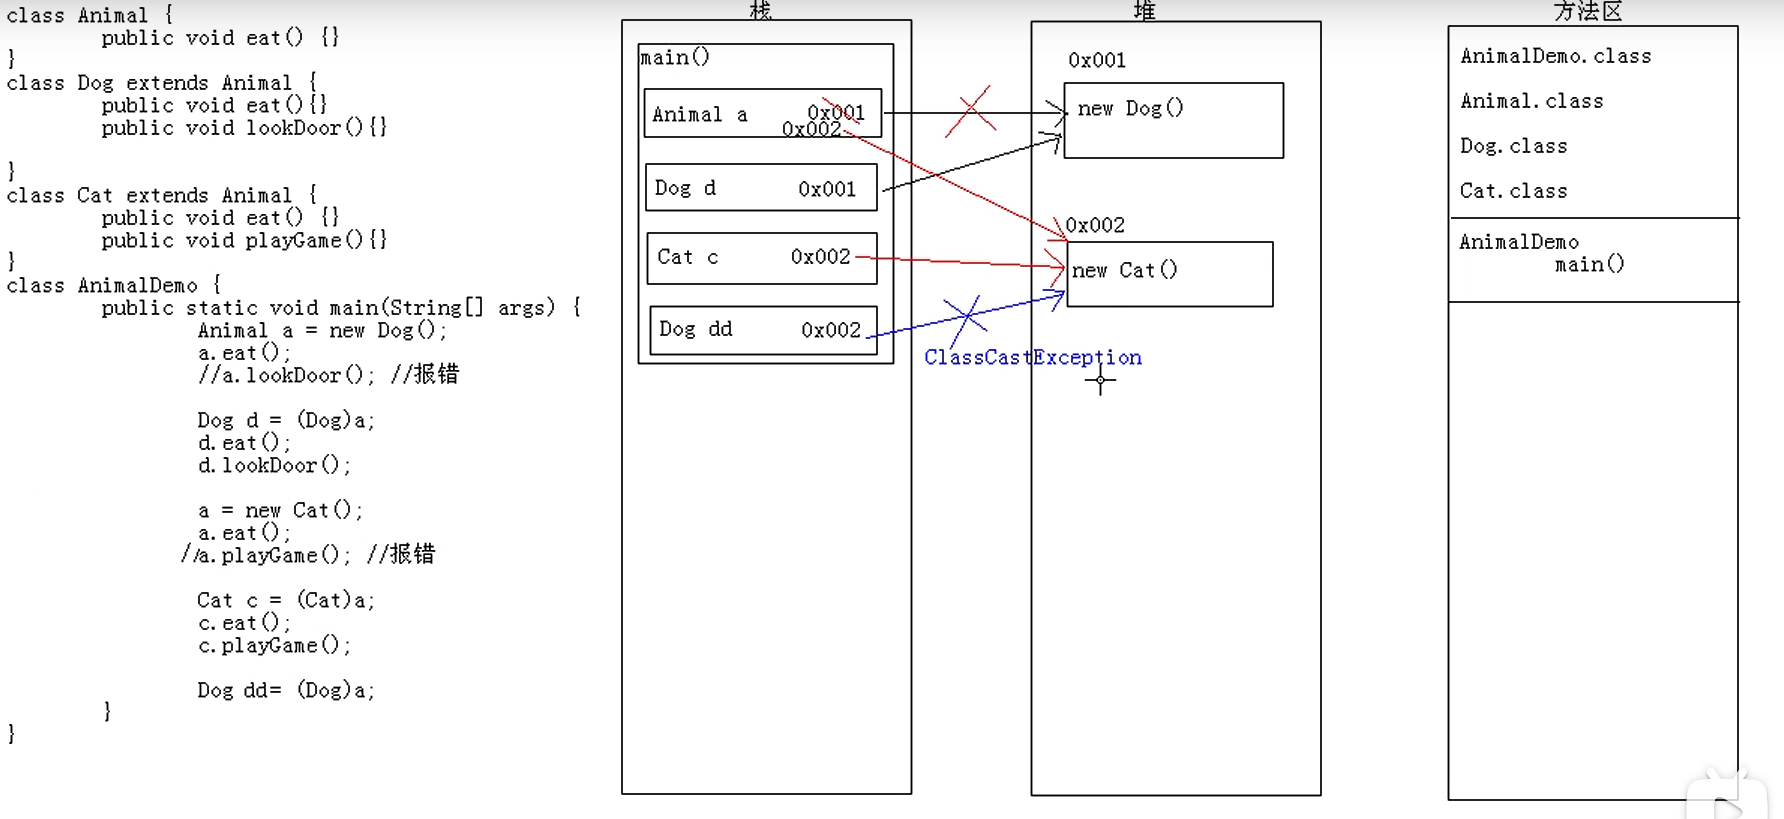 class Animal {
public void eat() {}
}
class Dog extends Animal {
public void eat(){}
public void lookDoor(){}
}
class Cat extends Animal {
public void eat() {}
public void playGame(){}
}
class AnimalDemo {
public static void main(String[] args) {
Animal a = new Dog();
a.eat();
//a.lookDoor(); //报错
Dog d = (Dog)a;
d.eat();
d.lookDoor();
a = new Cat();
a.eat();
//a.playGame(); //报错
Cat c = (Cat)a;
c.eat();
c.playGame();
Dog dd= (Dog)a;
}
}
栈
main()
Animal a 0x001
0x002
Dog d 0x001
Cat c 0x002
Dog dd 0x002
ClassCastException
堆
0x001
new Dog()
0x002
new Cat()
方法区
AnimalDemo.class
Animal.class
Dog.class
Cat.class
AnimalDemo
main()